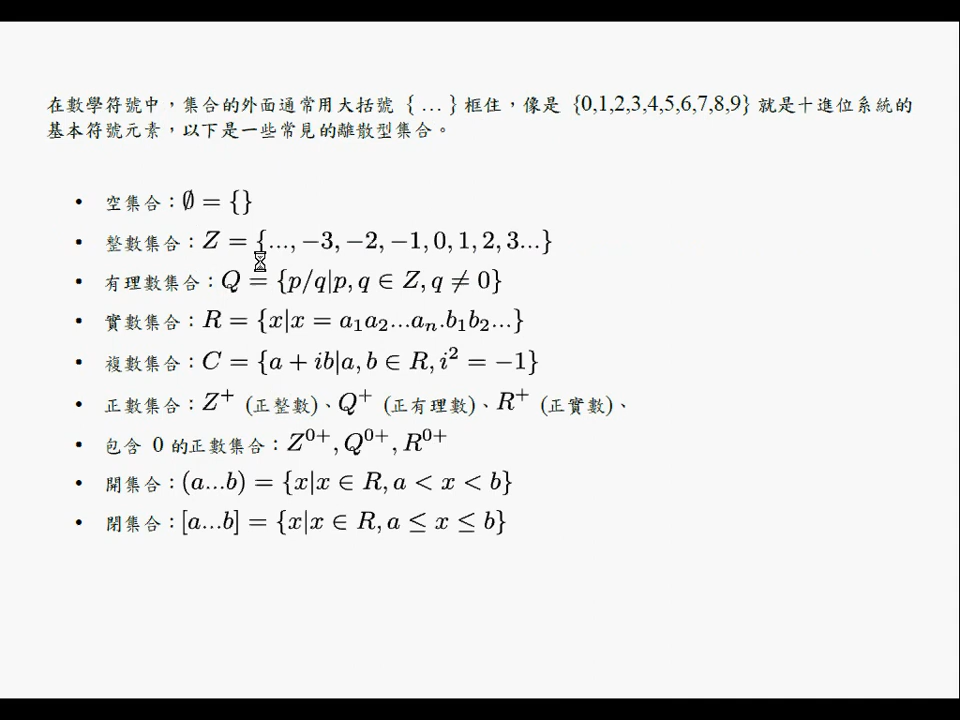 在數學符號中，集合的外面通常用大括號 { … } 框住，像是 {0,1,2,3,4,5,6,7,8,9} 就是十進位系統的
基本符號元素，以下是一些常見的離散型集合。
• 空集合：∅ = {}
• 整數集合：Z = {..., −3, −2, −1, 0, 1, 2, 3...}
• 有理數集合：Q = {p/q|p, q ∈ Z, q ≠ 0}
• 實數集合：R = {x|x = a₁a₂...aₙ.b₁b₂...}
• 複數集合：C = {a + ib|a, b ∈ R, i² = −1}
• 正數集合：Z⁺ (正整數)、Q⁺ (正有理數)、R⁺ (正實數)、
• 包含 0 的正數集合：Z⁰⁺, Q⁰⁺, R⁰⁺
• 開集合：(a...b) = {x|x ∈ R, a < x < b}
• 閉集合：[a...b] = {x|x ∈ R, a ≤ x ≤ b}